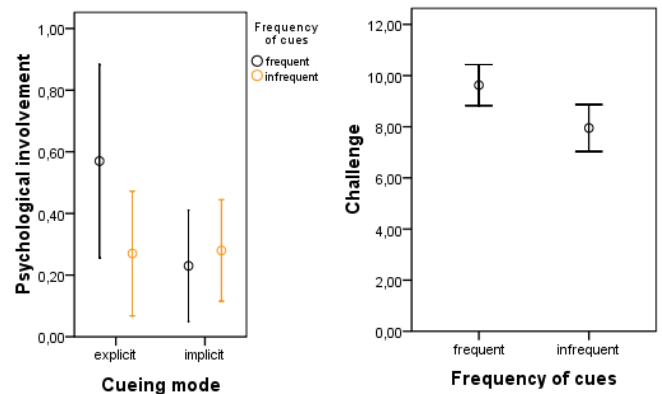 Psychological involvement
1,00
0,80
0,60
0,40
0,20
0,00
explicit
implicit
Cueing mode
Frequency
of cues
frequent
infrequent
Challenge
12,00
10,00
8,00
6,00
4,00
2,00
0,00
frequent
infrequent
Frequency of cues